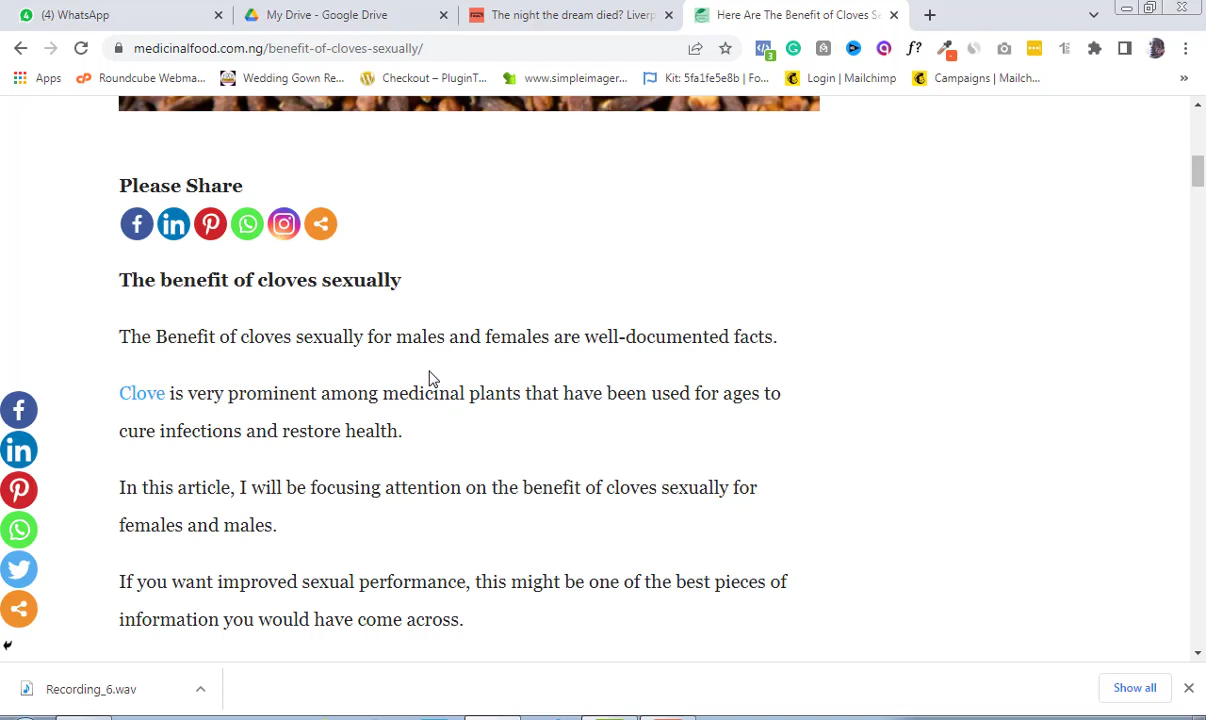 (4) WhatsApp
My Drive - Google Drive
The night the dream died? Liverp
Here Are The Benefit of Cloves Se
medicinalfood.com.ng/benefit-of-cloves-sexually/
3
f?
Apps
Roundcube Webma...
Wedding Gown Re...
Checkout – PluginT...
www.simpleimager...
Kit: 5fa1fe5e8b | Fo...
Login | Mailchimp
Campaigns | Mailch...
»
Please Share
The benefit of cloves sexually
The Benefit of cloves sexually for males and females are well-documented facts.
Clove is very prominent among medicinal plants that have been used for ages to
cure infections and restore health.
In this article, I will be focusing attention on the benefit of cloves sexually for
females and males.
If you want improved sexual performance, this might be one of the best pieces of
information you would have come across.
Recording_6.wav
Show all